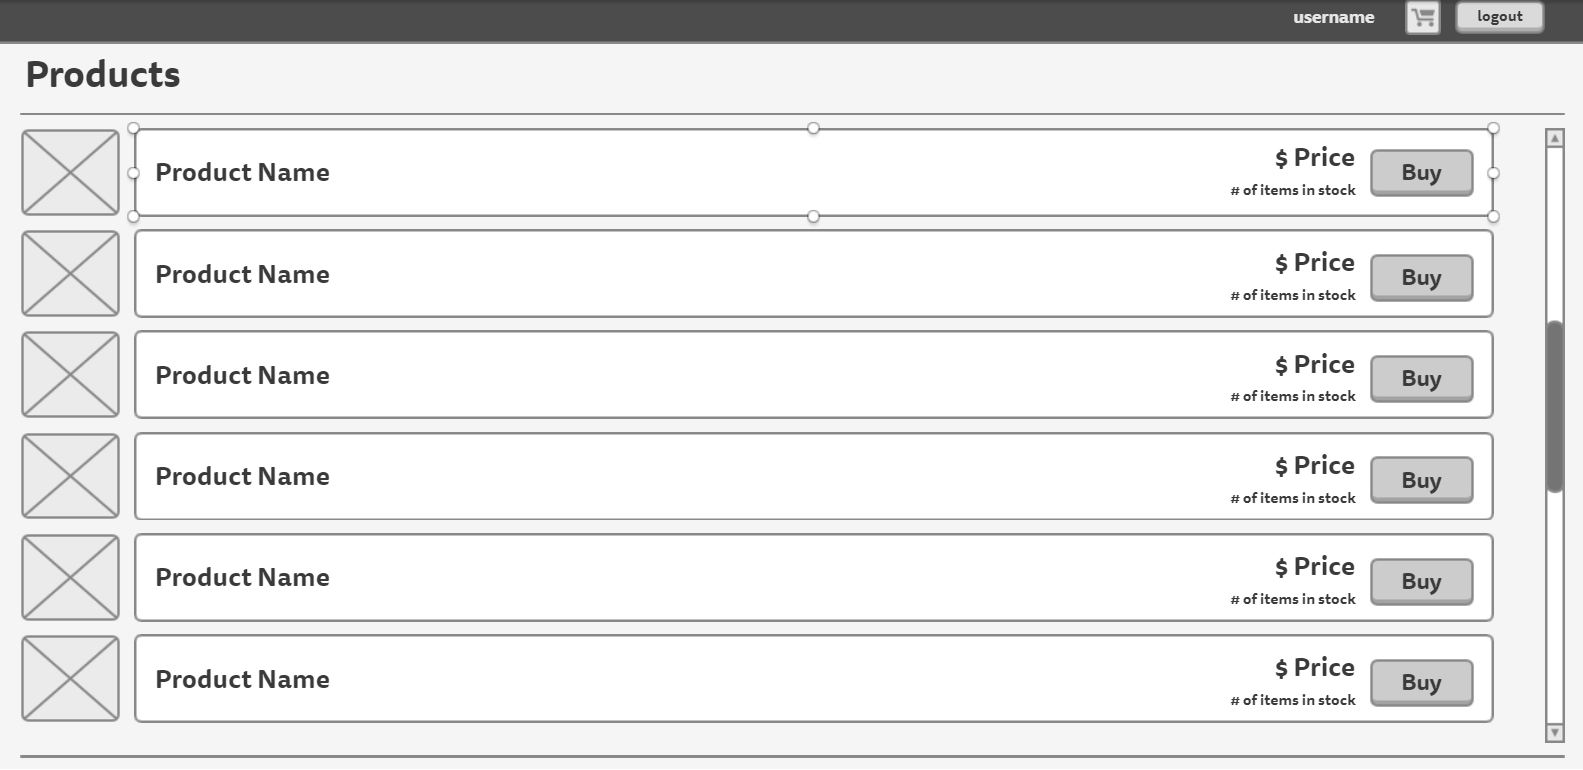 username
logout
Products
Product Name
$ Price
# of items in stock
Buy
Product Name
$ Price
# of items in stock
Buy
Product Name
$ Price
# of items in stock
Buy
Product Name
$ Price
# of items in stock
Buy
Product Name
$ Price
# of items in stock
Buy
Product Name
$ Price
# of items in stock
Buy